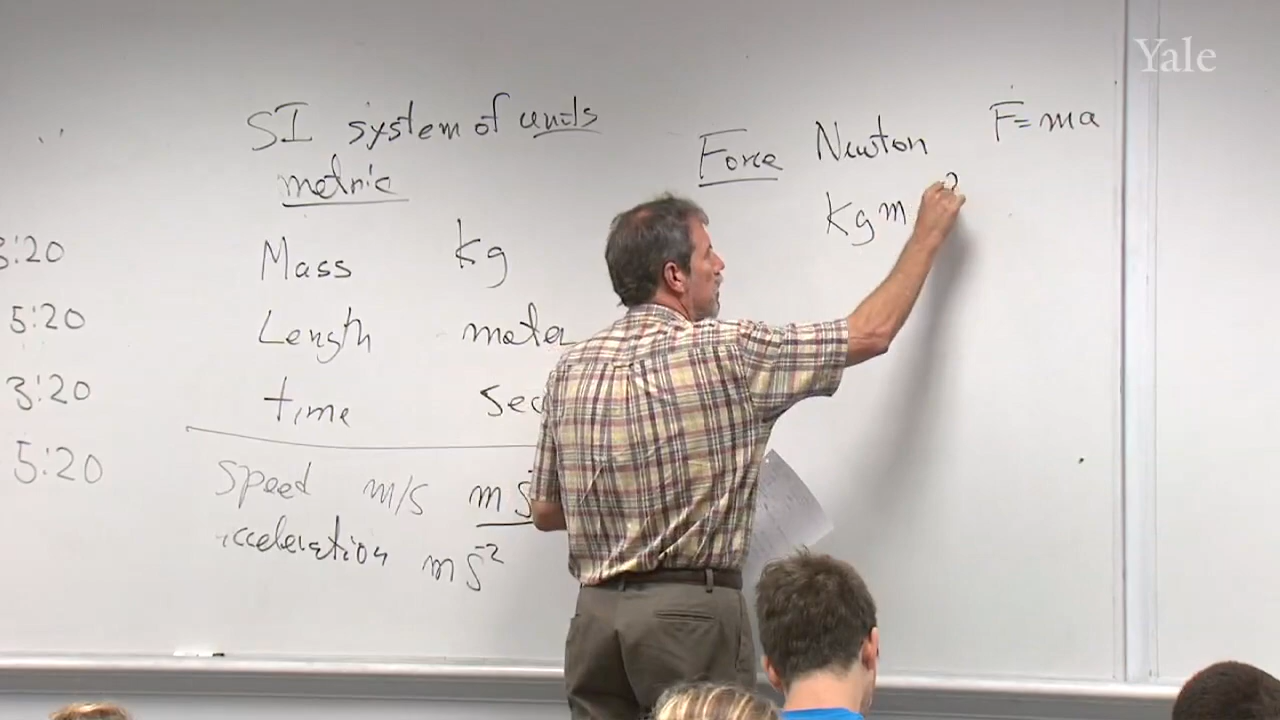 Yale
3:20
5:20
3:20
5:20
SI system of units
metric
Mass kg
Length meter
time Sec
Speed m/s m s
acceleration m s⁻²
Force Newton F=ma
kg m